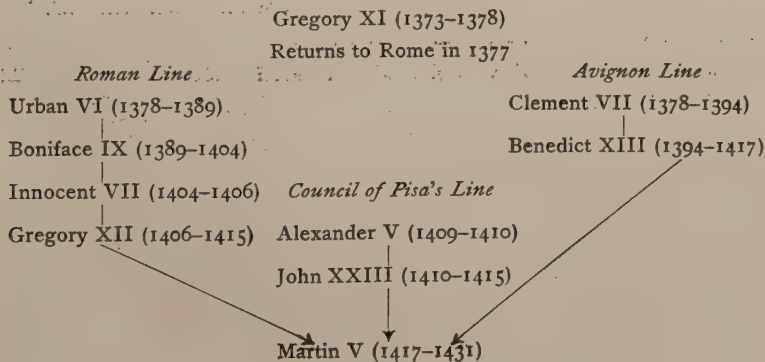 Gregory XI (1373–1378)
Returns to Rome in 1377
Roman Line
Avignon Line
Urban VI (1378–1389)
Clement VII (1378–1394)
Boniface IX (1389–1404)
Benedict XIII (1394–1417)
Innocent VII (1404–1406)
Council of Pisa's Line
Gregory XII (1406–1415)
Alexander V (1409–1410)
John XXIII (1410–1415)
Martin V (1417–1431)